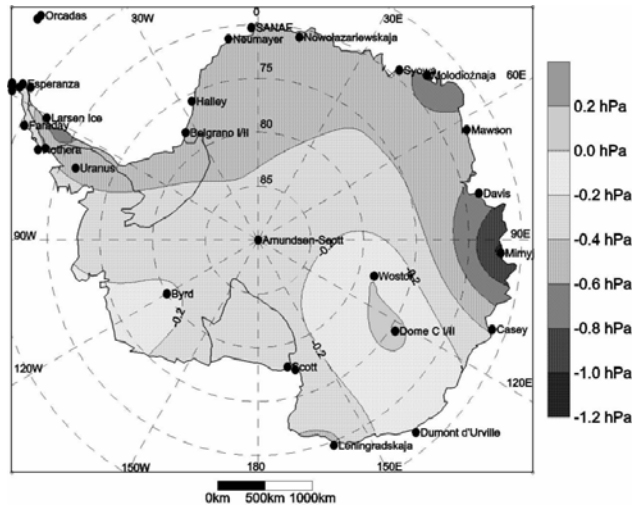 Orcadas
30W
0
SANAE
Neumayer
Nowolazariewskaja
30E
Syowa
Molodiożnaja
60E
Esperanza
75
Halley
Larsen Ice
Faraday
Belgrano I/II
80
Mawson
Rothera
Uranus
85
Davis
90W
Amundsen-Scott
90E
Mirnyj
Wostok
-0.2
Byrd
-0.2
Dome C I/II
Casey
-0.2
120W
Scott
120E
Dumont d'Urville
Leningradskaja
150W
180
150E
0km 500km 1000km
0.2 hPa
0.0 hPa
-0.2 hPa
-0.4 hPa
-0.6 hPa
-0.8 hPa
-1.0 hPa
-1.2 hPa